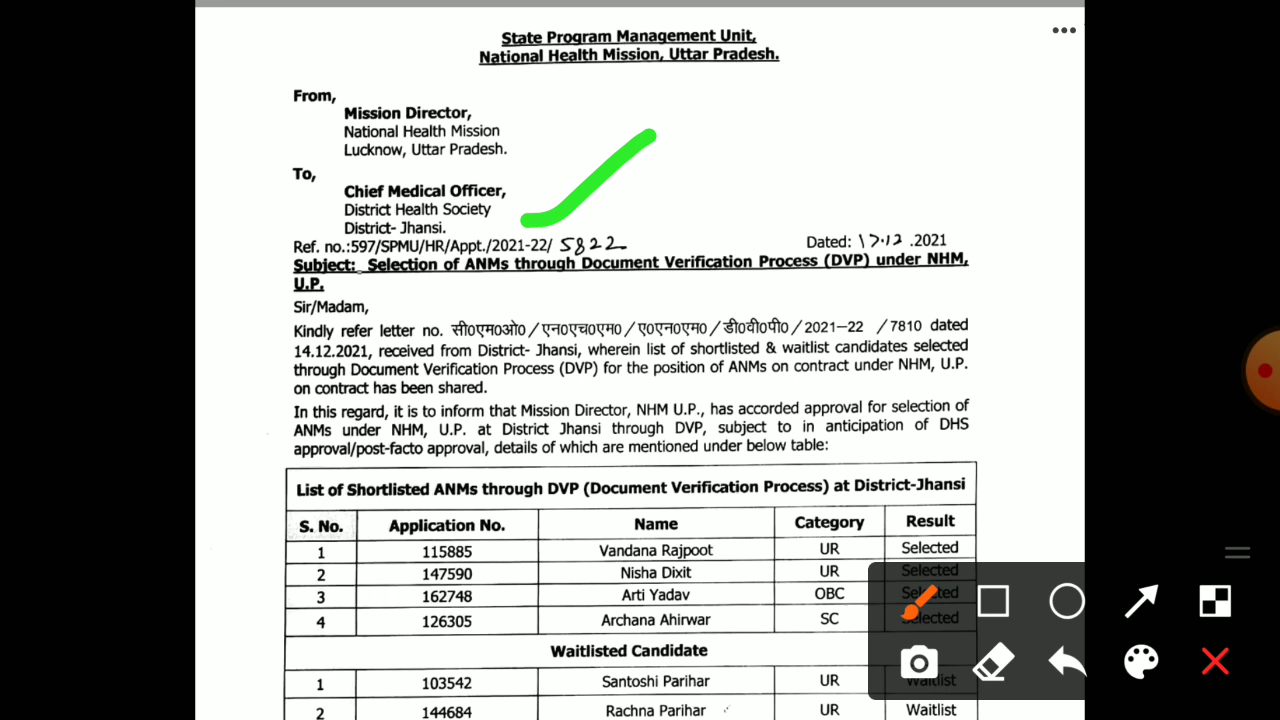 State Program Management Unit,
National Health Mission, Uttar Pradesh.
From,
Mission Director,
National Health Mission
Lucknow, Uttar Pradesh.
To,
Chief Medical Officer,
District Health Society
District- Jhansi.
Ref. no.:597/SPMU/HR/Appt./2021-22/ 5822 Dated: 17.12 .2021
Subject: Selection of ANMs through Document Verification Process (DVP) under NHM,
U.P.
Sir/Madam,
Kindly refer letter no. सी0एम0ओ0/एन0एच0एम0/ए0एन0एम0/डी0वी0पी0/2021–22 /7810 dated
14.12.2021, received from District- Jhansi, wherein list of shortlisted & waitlist candidates selected
through Document Verification Process (DVP) for the position of ANMs on contract under NHM, U.P.
on contract has been shared.
In this regard, it is to inform that Mission Director, NHM U.P., has accorded approval for selection of
ANMs under NHM, U.P. at District Jhansi through DVP, subject to in anticipation of DHS
approval/post-facto approval, details of which are mentioned under below table:
List of Shortlisted ANMs through DVP (Document Verification Process) at District-Jhansi
S. No. Application No. Name Category Result
1 115885 Vandana Rajpoot UR Selected
2 147590 Nisha Dixit UR Selected
3 162748 Arti Yadav OBC Selected
4 126305 Archana Ahirwar SC Selected
Waitlisted Candidate
1 103542 Santoshi Parihar UR Waitlist
2 144684 Rachna Parihar UR Waitlist